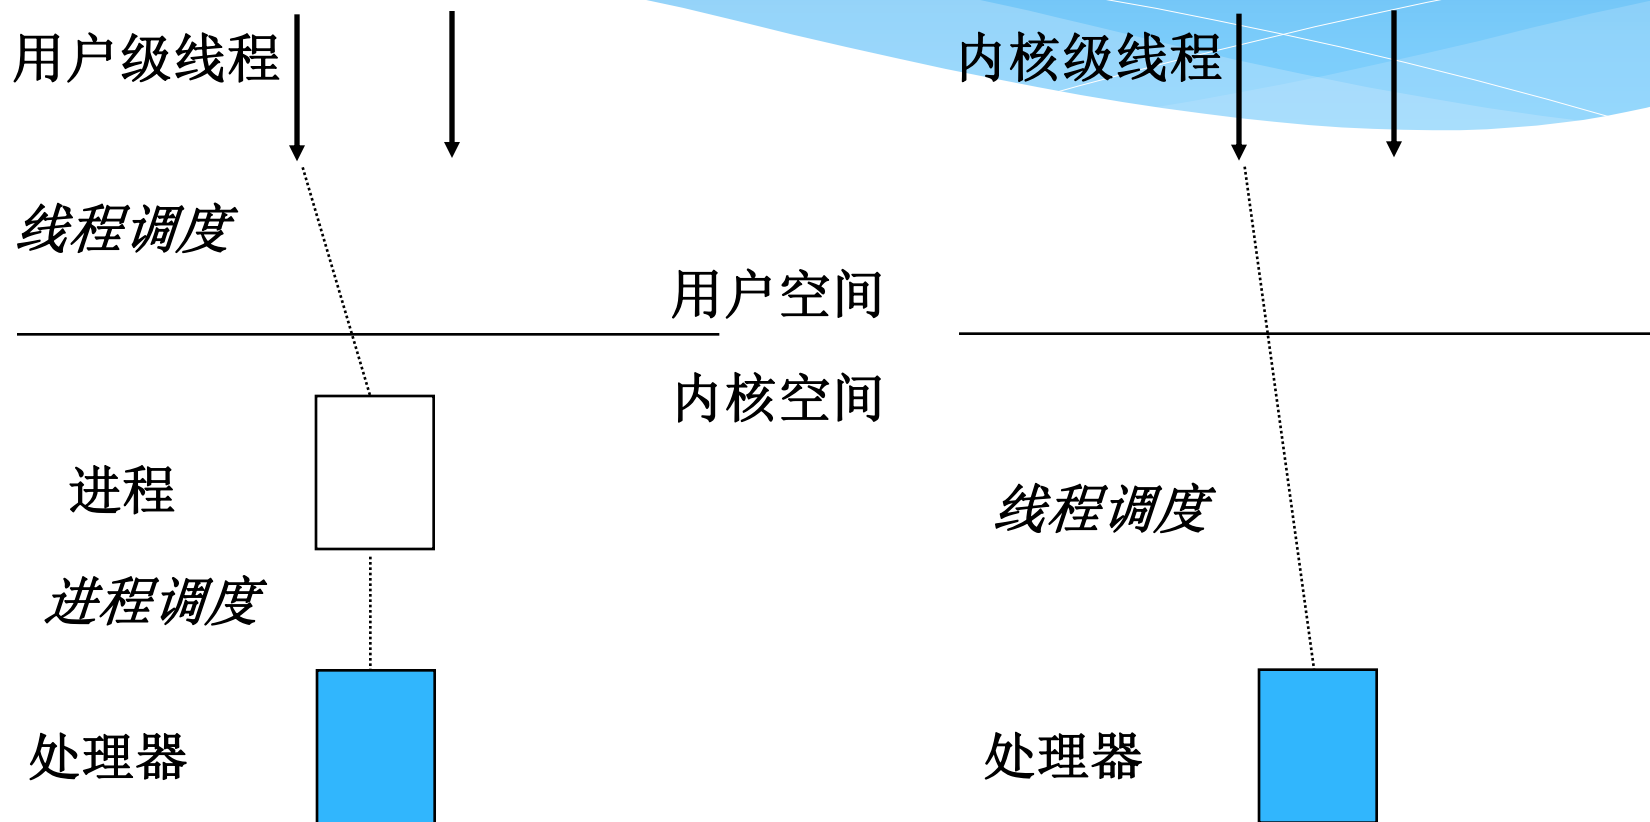 用户级线程
线程调度
进程
进程调度
处理器
用户空间
内核空间
内核级线程
线程调度
处理器